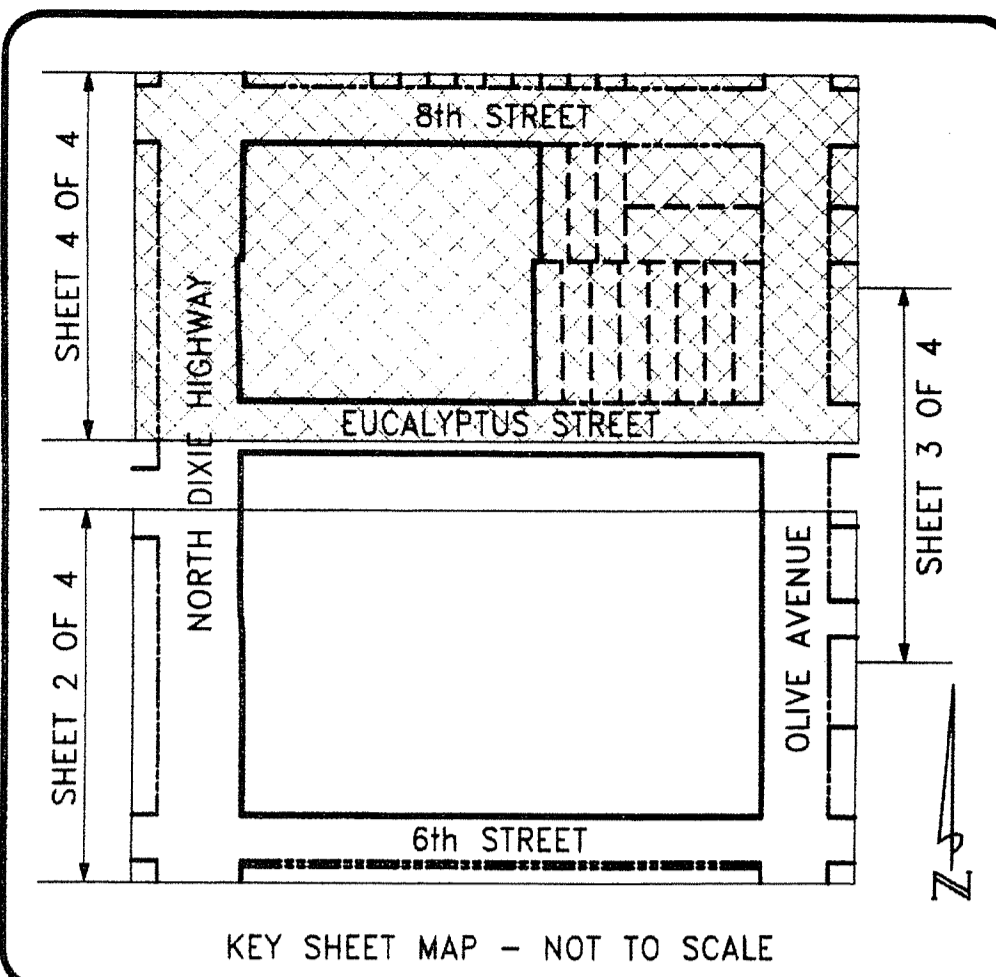 8th STREET
SHEET 4 OF 4
NORTH DIXIE HIGHWAY
EUCALYPTUS STREET
SHEET 3 OF 4
OLIVE AVENUE
SHEET 2 OF 4
6th STREET
N
KEY SHEET MAP – NOT TO SCALE